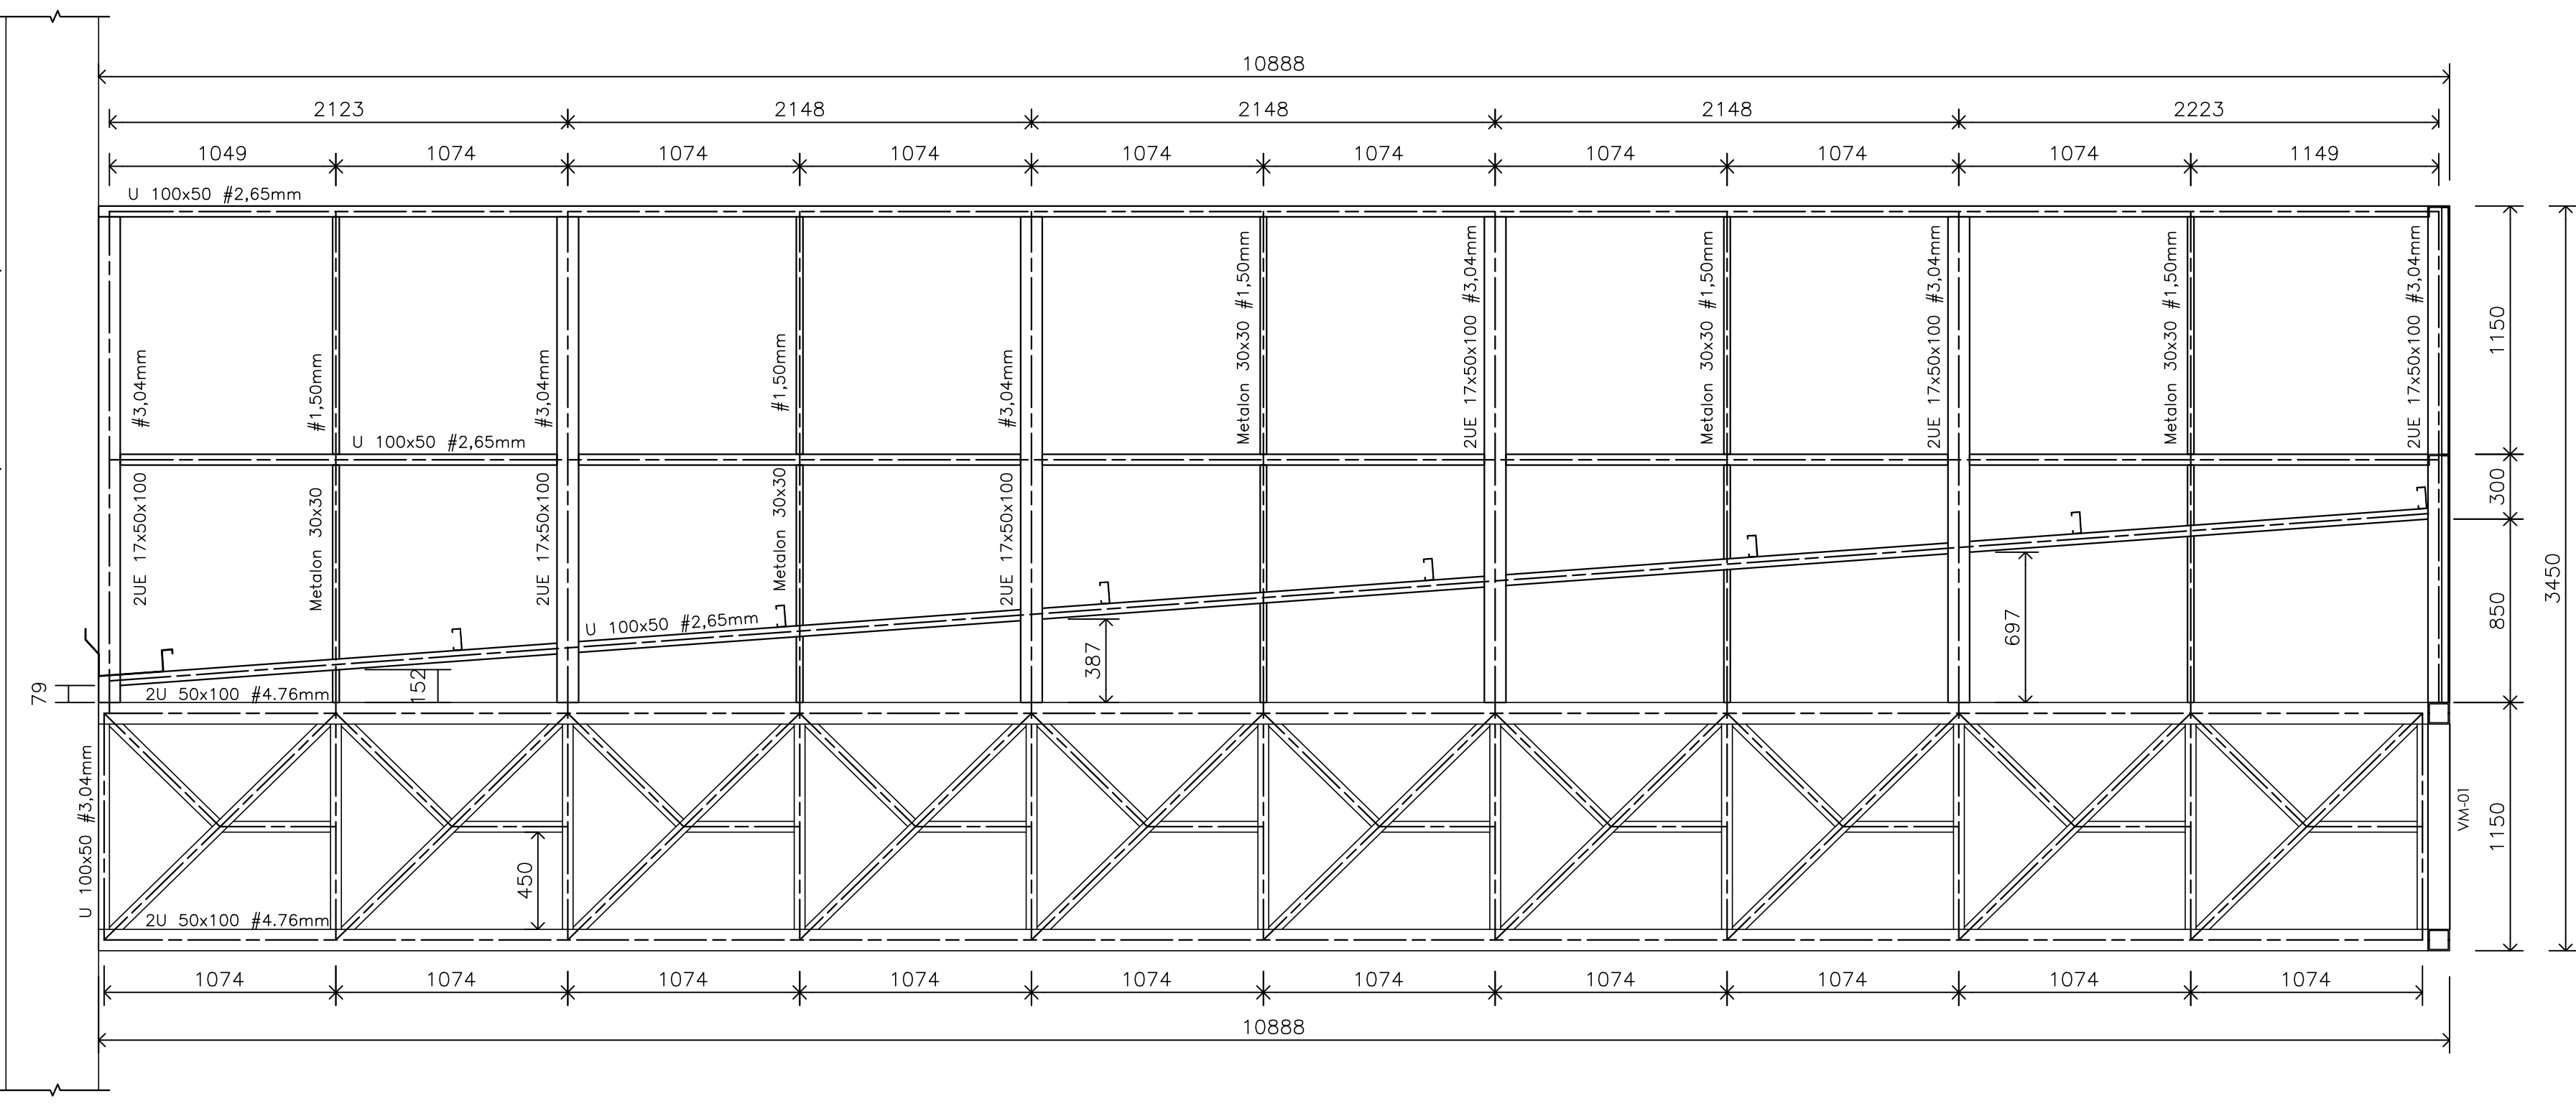 10888
2123 2148 2148 2148 2223
1049 1074 1074 1074 1074 1074 1074 1074 1074 1149
U 100x50 #2,65mm
2UE 17x50x100 #3,04mm
Metalon 30x30 #1,50mm
2UE 17x50x100 #3,04mm
Metalon 30x30 #1,50mm
2UE 17x50x100 #3,04mm
Metalon 30x30 #1,50mm
2UE 17x50x100 #3,04mm
Metalon 30x30 #1,50mm
2UE 17x50x100 #3,04mm
Metalon 30x30 #1,50mm
2UE 17x50x100 #3,04mm
U 100x50 #2,65mm
U 100x50 #2,65mm
1150
300
850
1150
3450
79
152
387
697
2U 50x100 #4.76mm
U 100x50 #3,04mm
450
2U 50x100 #4.76mm
VM-01
1074 1074 1074 1074 1074 1074 1074 1074 1074 1074
10888